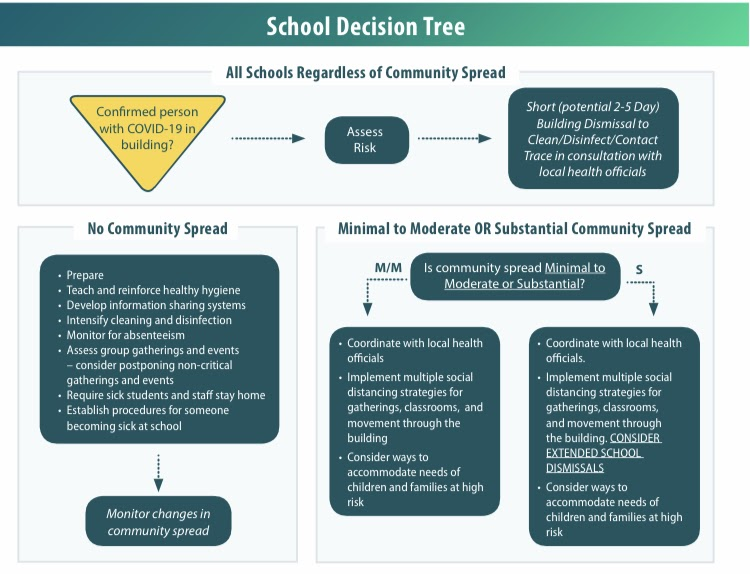 School Decision Tree
All Schools Regardless of Community Spread
Confirmed person
with COVID-19 in
building?
Assess
Risk
Short (potential 2-5 Day)
Building Dismissal to
Clean/Disinfect/Contact
Trace in consultation with
local health officials
No Community Spread
• Prepare
• Teach and reinforce healthy hygiene
• Develop information sharing systems
• Intensify cleaning and disinfection
• Monitor for absenteeism
• Assess group gatherings and events
– consider postponing non-critical
gatherings and events
• Require sick students and staff stay home
• Establish procedures for someone
becoming sick at school
Monitor changes in
community spread
Minimal to Moderate OR Substantial Community Spread
M/M
Is community spread Minimal to
Moderate or Substantial?
S
• Coordinate with local health
officials
• Implement multiple social
distancing strategies for
gatherings, classrooms, and
movement through the
building
• Consider ways to
accommodate needs of
children and families at high
risk
• Coordinate with local health
officials.
• Implement multiple social
distancing strategies for
gatherings, classrooms,
and movement through
the building. CONSIDER
EXTENDED SCHOOL
DISMISSALS
• Consider ways to
accommodate needs of
children and families at high
risk